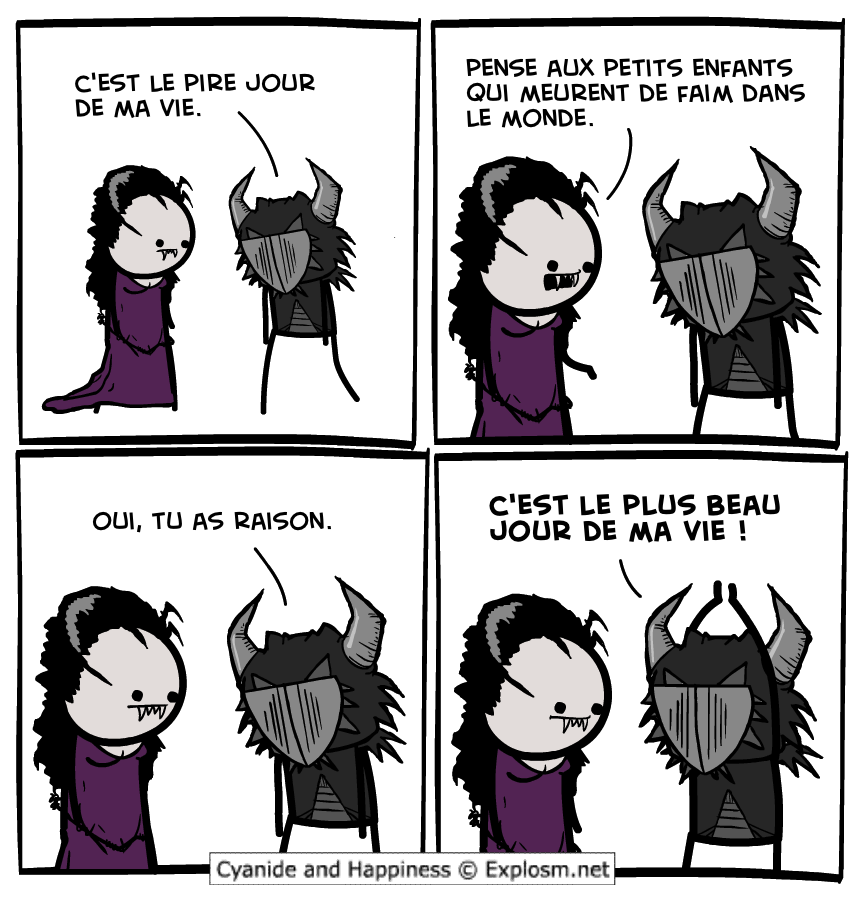 C'EST LE PIRE JOUR
DE MA VIE.
PENSE AUX PETITS ENFANTS
QUI MEURENT DE FAIM DANS
LE MONDE.
OUI, TU AS RAISON.
C'EST LE PLUS BEAU
JOUR DE MA VIE !
Cyanide and Happiness © Explosm.net